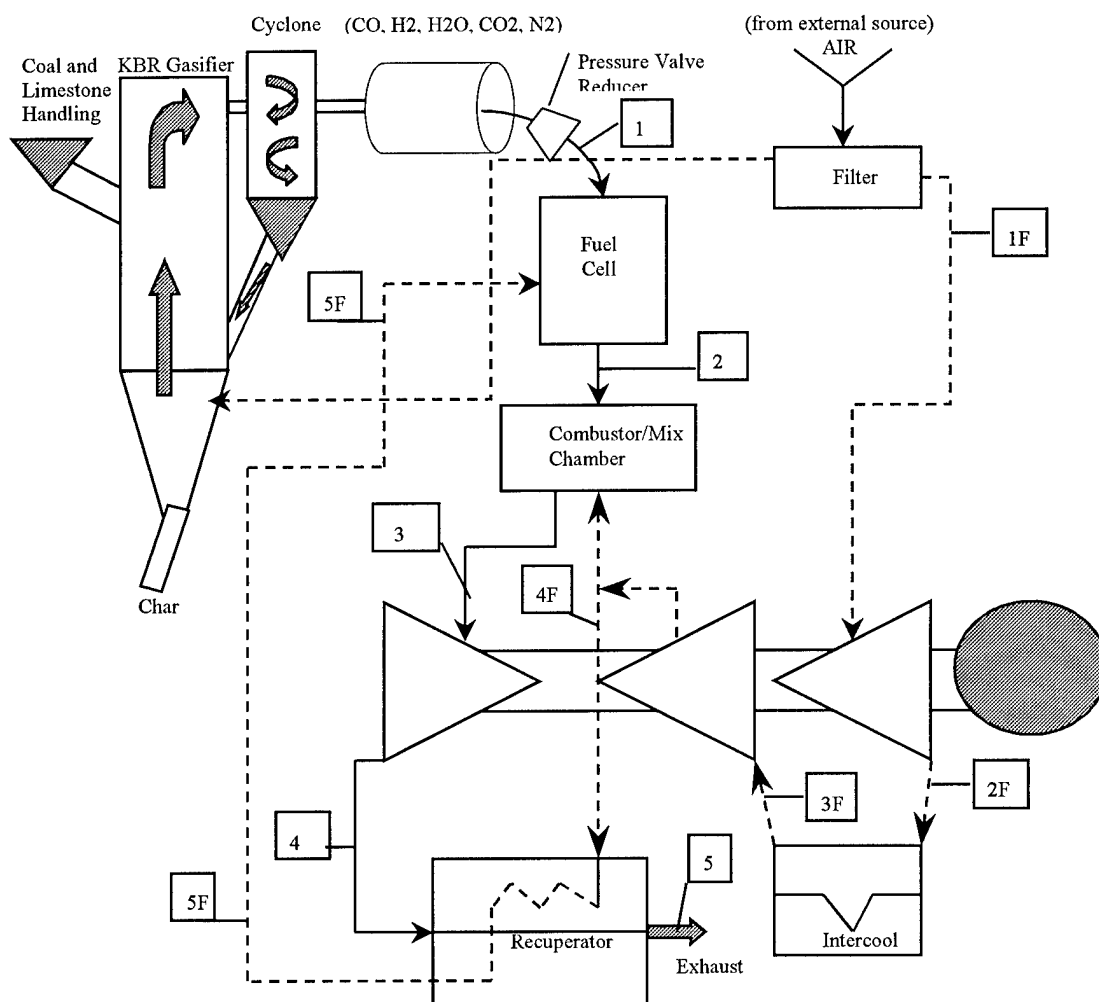 Cyclone
(CO, H2, H2O, CO2, N2)
(from external source)
AIR
Coal and
Limestone
Handling
KBR Gasifier
Pressure Valve
Reducer
1
Filter
1F
Fuel
Cell
5F
2
Combustor/Mix
Chamber
3
4F
Char
3F
2F
4
5
5F
Recuperator
Exhaust
Intercool